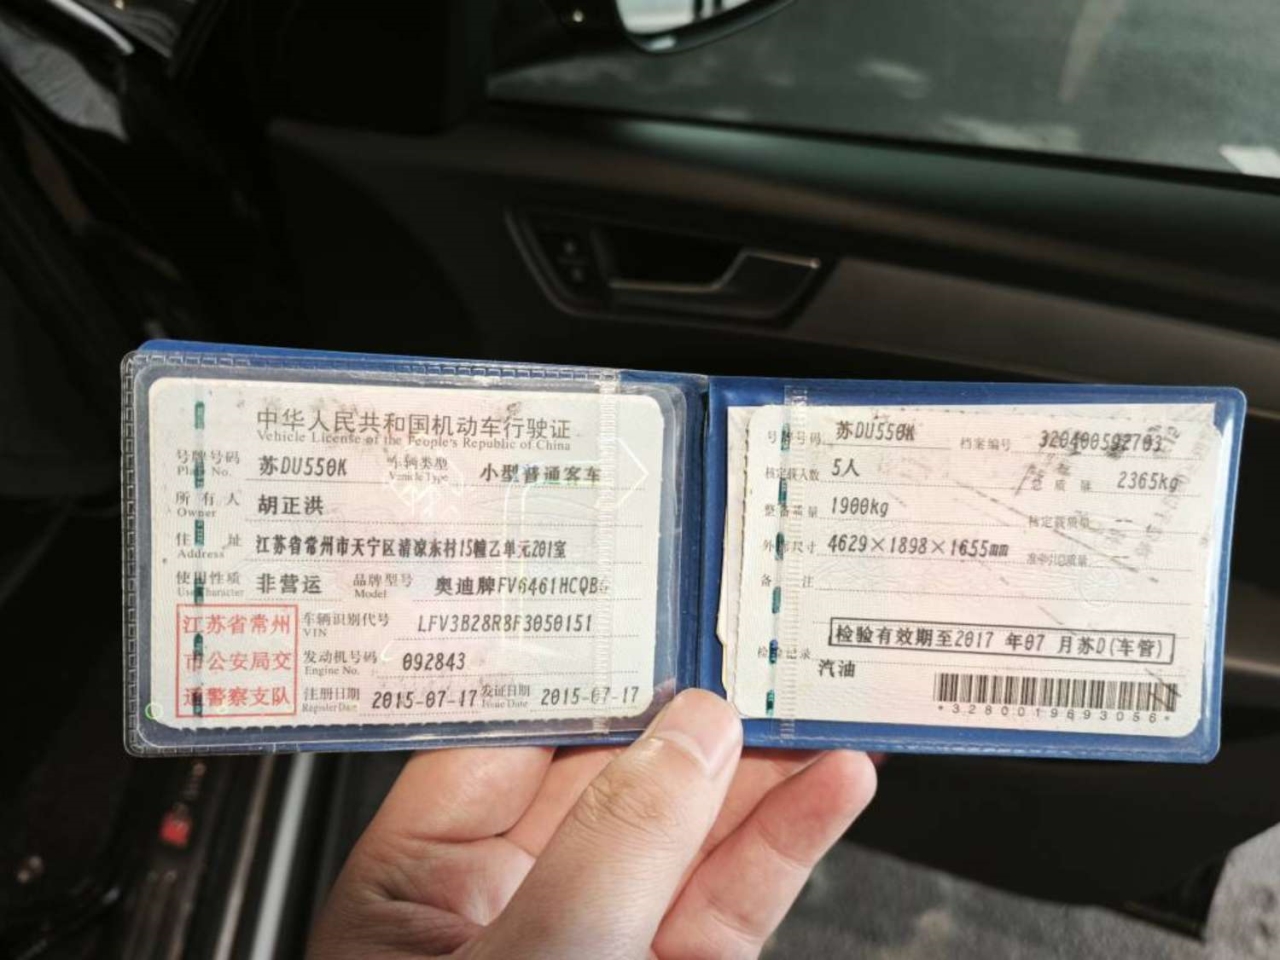 中华人民共和国机动车行驶证
Vehicle License of the People's Republic of China
号牌号码 苏DU550K 车辆类型 小型普通客车
Plate No. Vehicle Type
所有人 胡正洪
Owner
住址 江苏省常州市天宁区清凉东村15幢乙单元201室
Address
使用性质 非营运 品牌型号 奥迪牌FV6461HCQBG
Use Character Model
江苏省常州
市公安局交
通警察支队
车辆识别代号 LFV3B28R8F3050151
VIN
发动机号码 092843
Engine No.
注册日期 2015-07-17 发证日期 2015-07-17
Register Date Issue Date
号牌号码 苏DU550K 档案编号 320400592703
核定载人数 5人 总质量 2365kg
整备质量 1900kg 核定载质量 --
外廓尺寸 4629×1898×1655mm 准牵引总质量
备注
检验记录
检验有效期至2017 年07 月苏D(车管)
汽油
*3280019693056*